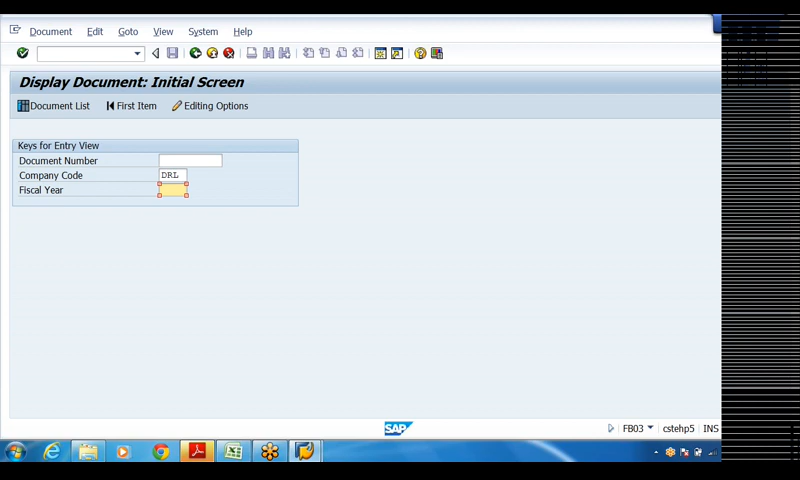 Document Edit Goto View System Help
Display Document: Initial Screen
Document List First Item Editing Options
Keys for Entry View
Document Number
Company Code DRL
Fiscal Year
SAP
FB03 cstehp5 INS